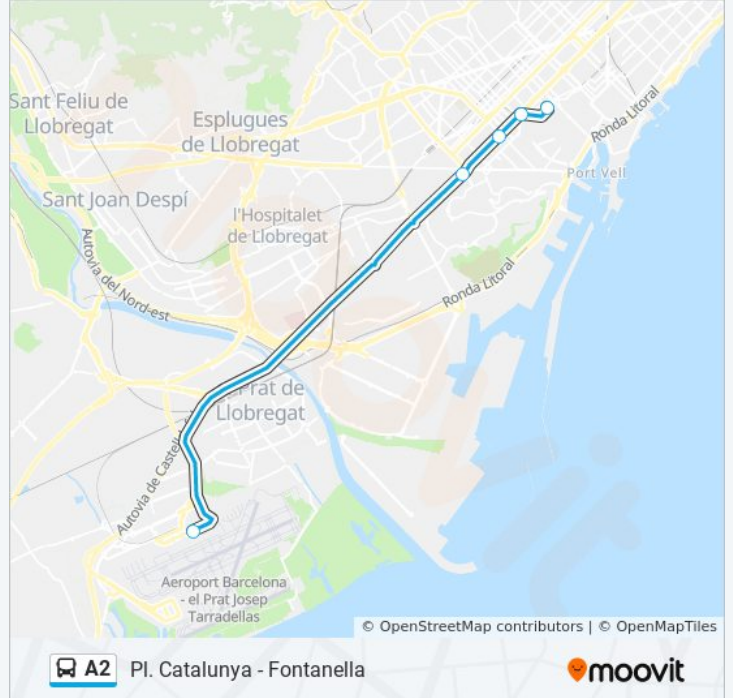 Sant Feliu de
Llobregat
Esplugues
de Llobregat
Ronda Litoral
Port Vell
Sant Joan Despí
l'Hospitalet
de Llobregat
Autovia del Nord-est
Ronda Litoral
Prat de
Llobregat
Autovia de Castelld
Aeroport Barcelona
- el Prat Josep
Tarradellas
© OpenStreetMap contributors | © OpenMapTiles
A2 Pl. Catalunya - Fontanella
moovit